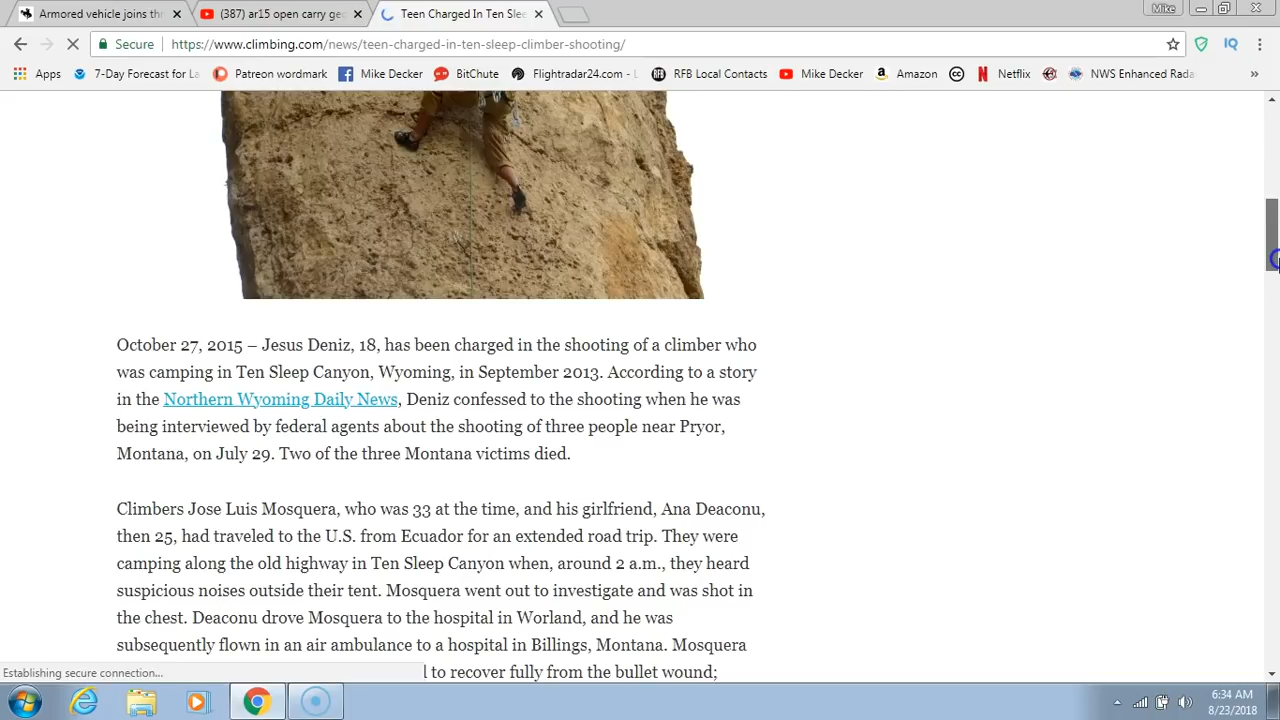 Armored vehicle joins thr
(387) ar15 open carry geo
Teen Charged In Ten Slee
Mike
Secure
https://www.climbing.com/news/teen-charged-in-ten-sleep-climber-shooting/
Apps
7-Day Forecast for La
Patreon wordmark
Mike Decker
BitChute
Flightradar24.com - L
RFB Local Contacts
Mike Decker
Amazon
Netflix
NWS Enhanced Rada
»
October 27, 2015 – Jesus Deniz, 18, has been charged in the shooting of a climber who
was camping in Ten Sleep Canyon, Wyoming, in September 2013. According to a story
in the Northern Wyoming Daily News, Deniz confessed to the shooting when he was
being interviewed by federal agents about the shooting of three people near Pryor,
Montana, on July 29. Two of the three Montana victims died.
Climbers Jose Luis Mosquera, who was 33 at the time, and his girlfriend, Ana Deaconu,
then 25, had traveled to the U.S. from Ecuador for an extended road trip. They were
camping along the old highway in Ten Sleep Canyon when, around 2 a.m., they heard
suspicious noises outside their tent. Mosquera went out to investigate and was shot in
the chest. Deaconu drove Mosquera to the hospital in Worland, and he was
subsequently flown in an air ambulance to a hospital in Billings, Montana. Mosquera
l to recover fully from the bullet wound;
Establishing secure connection...
6:34 AM
8/23/2018